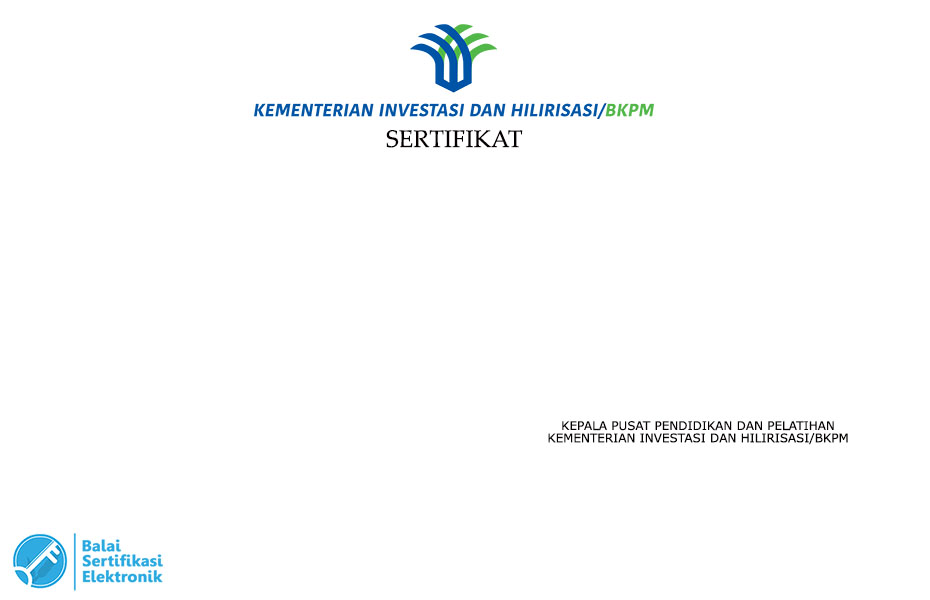 KEMENTERIAN INVESTASI DAN HILIRISASI/BKPM
SERTIFIKAT
KEPALA PUSAT PENDIDIKAN DAN PELATIHAN
KEMENTERIAN INVESTASI DAN HILIRISASI/BKPM
Balai
Sertifikasi
Elektronik